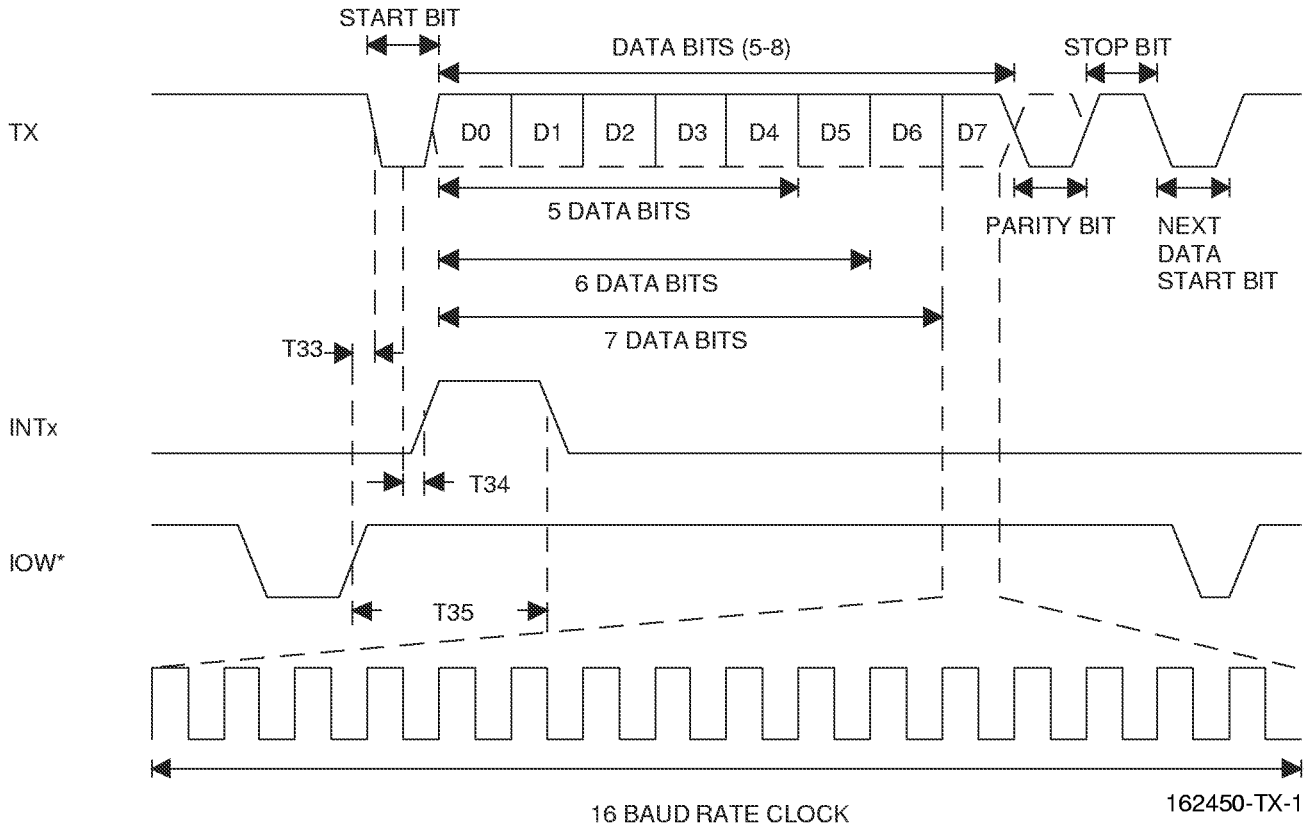 START BIT
DATA BITS (5-8)
STOP BIT
TX
D0 D1 D2 D3 D4 D5 D6 D7
5 DATA BITS
PARITY BIT
NEXT
DATA
START BIT
6 DATA BITS
7 DATA BITS
T33
INTx
T34
IOW*
T35
16 BAUD RATE CLOCK
162450-TX-1